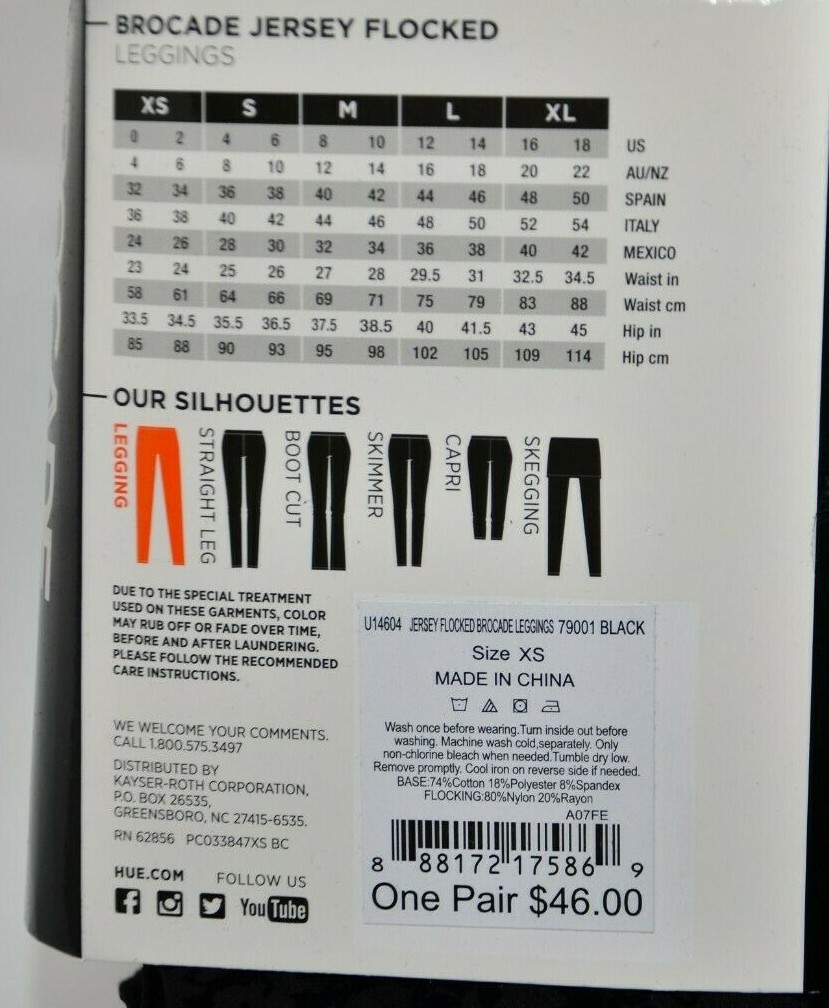 BROCADE JERSEY FLOCKED
LEGGINGS
XS S M L XL
0 2 4 6 8 10 12 14 16 18 US
4 6 8 10 12 14 16 18 20 22 AU/NZ
32 34 36 38 40 42 44 46 48 50 SPAIN
36 38 40 42 44 46 48 50 52 54 ITALY
24 26 28 30 32 34 36 38 40 42 MEXICO
23 24 25 26 27 28 29.5 31 32.5 34.5 Waist in
58 61 64 66 69 71 75 79 83 88 Waist cm
33.5 34.5 35.5 36.5 37.5 38.5 40 41.5 43 45 Hip in
85 88 90 93 95 98 102 105 109 114 Hip cm
OUR SILHOUETTES
LEGGING
STRAIGHT LEG
BOOT CUT
SKIMMER
CAPRI
SKEGGING
DUE TO THE SPECIAL TREATMENT
USED ON THESE GARMENTS, COLOR
MAY RUB OFF OR FADE OVER TIME,
BEFORE AND AFTER LAUNDERING.
PLEASE FOLLOW THE RECOMMENDED
CARE INSTRUCTIONS.
WE WELCOME YOUR COMMENTS.
CALL 1.800.575.3497
DISTRIBUTED BY
KAYSER-ROTH CORPORATION,
P.O. BOX 26535,
GREENSBORO, NC 27415-6535.
RN 62856 PC033847XS BC
HUE.COM FOLLOW US
YouTube
U14604 JERSEY FLOCKED BROCADE LEGGINGS 79001 BLACK
Size XS
MADE IN CHINA
Wash once before wearing.Turn inside out before
washing. Machine wash cold,separately. Only
non-chlorine bleach when needed.Tumble dry low.
Remove promptly. Cool iron on reverse side if needed.
BASE:74%Cotton 18%Polyester 8%Spandex
FLOCKING:80%Nylon 20%Rayon
A07FE
8 88172 17586 9
One Pair $46.00